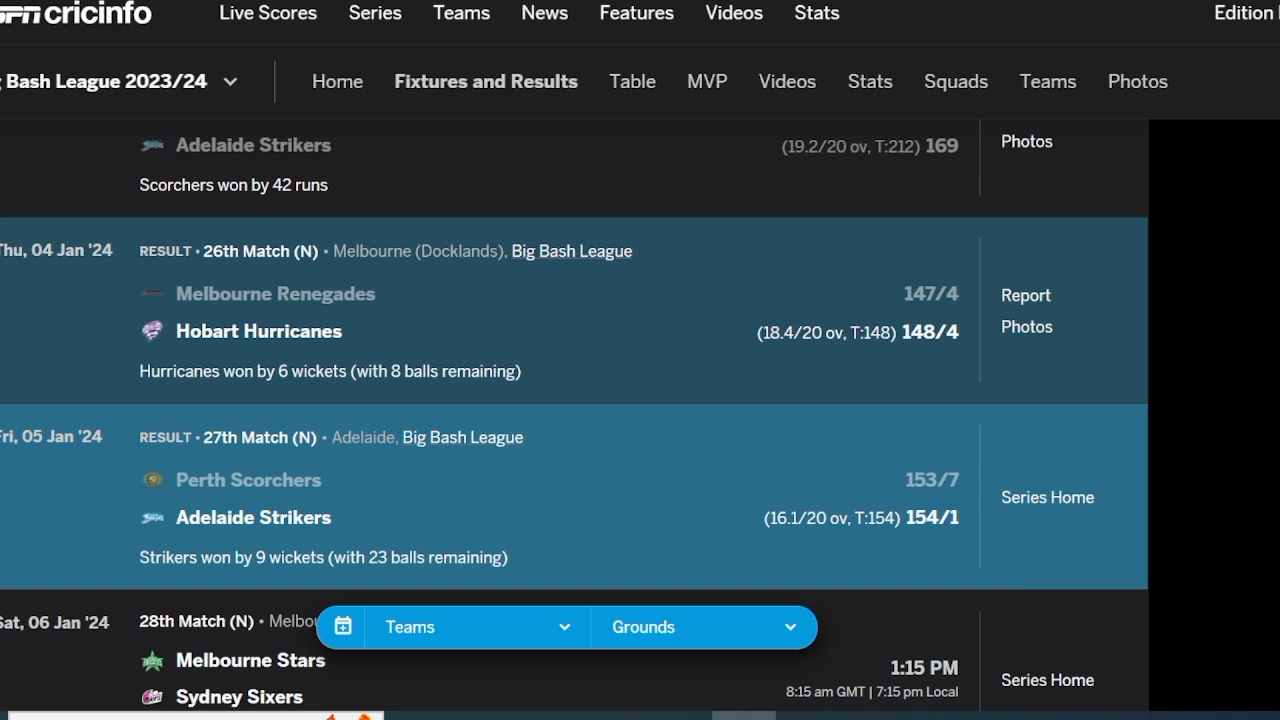 cricinfo Live Scores Series Teams News Features Videos Stats Edition
Bash League 2023/24 Home Fixtures and Results Table MVP Videos Stats Squads Teams Photos
Adelaide Strikers (19.2/20 ov, T:212) 169 Photos
Scorchers won by 42 runs
Thu, 04 Jan '24 RESULT • 26th Match (N) • Melbourne (Docklands), Big Bash League
Melbourne Renegades 147/4 Report
Hobart Hurricanes (18.4/20 ov, T:148) 148/4 Photos
Hurricanes won by 6 wickets (with 8 balls remaining)
Fri, 05 Jan '24 RESULT • 27th Match (N) • Adelaide, Big Bash League
Perth Scorchers 153/7
Series Home
Adelaide Strikers (16.1/20 ov, T:154) 154/1
Strikers won by 9 wickets (with 23 balls remaining)
Sat, 06 Jan '24 28th Match (N) • Melbou Teams Grounds
Melbourne Stars 1:15 PM
Series Home
Sydney Sixers 8:15 am GMT | 7:15 pm Local